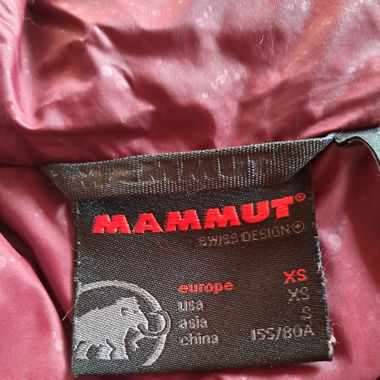 MAMMUT®
SWISS DESIGN
europe XS
usa XS
asia S
china 155/80A